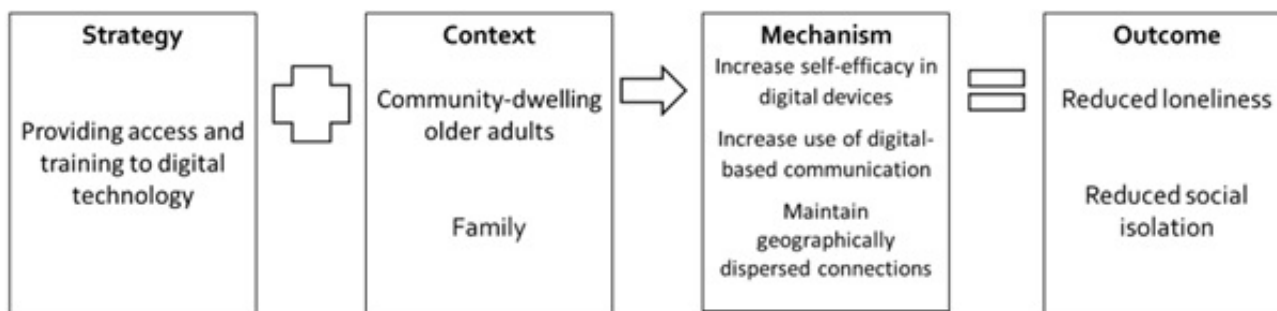 Strategy
Providing access and
training to digital
technology
Context
Community-dwelling
older adults
Family
Mechanism
Increase self-efficacy in
digital devices
Increase use of digital-
based communication
Maintain
geographically
dispersed connections
Outcome
Reduced loneliness
Reduced social
isolation